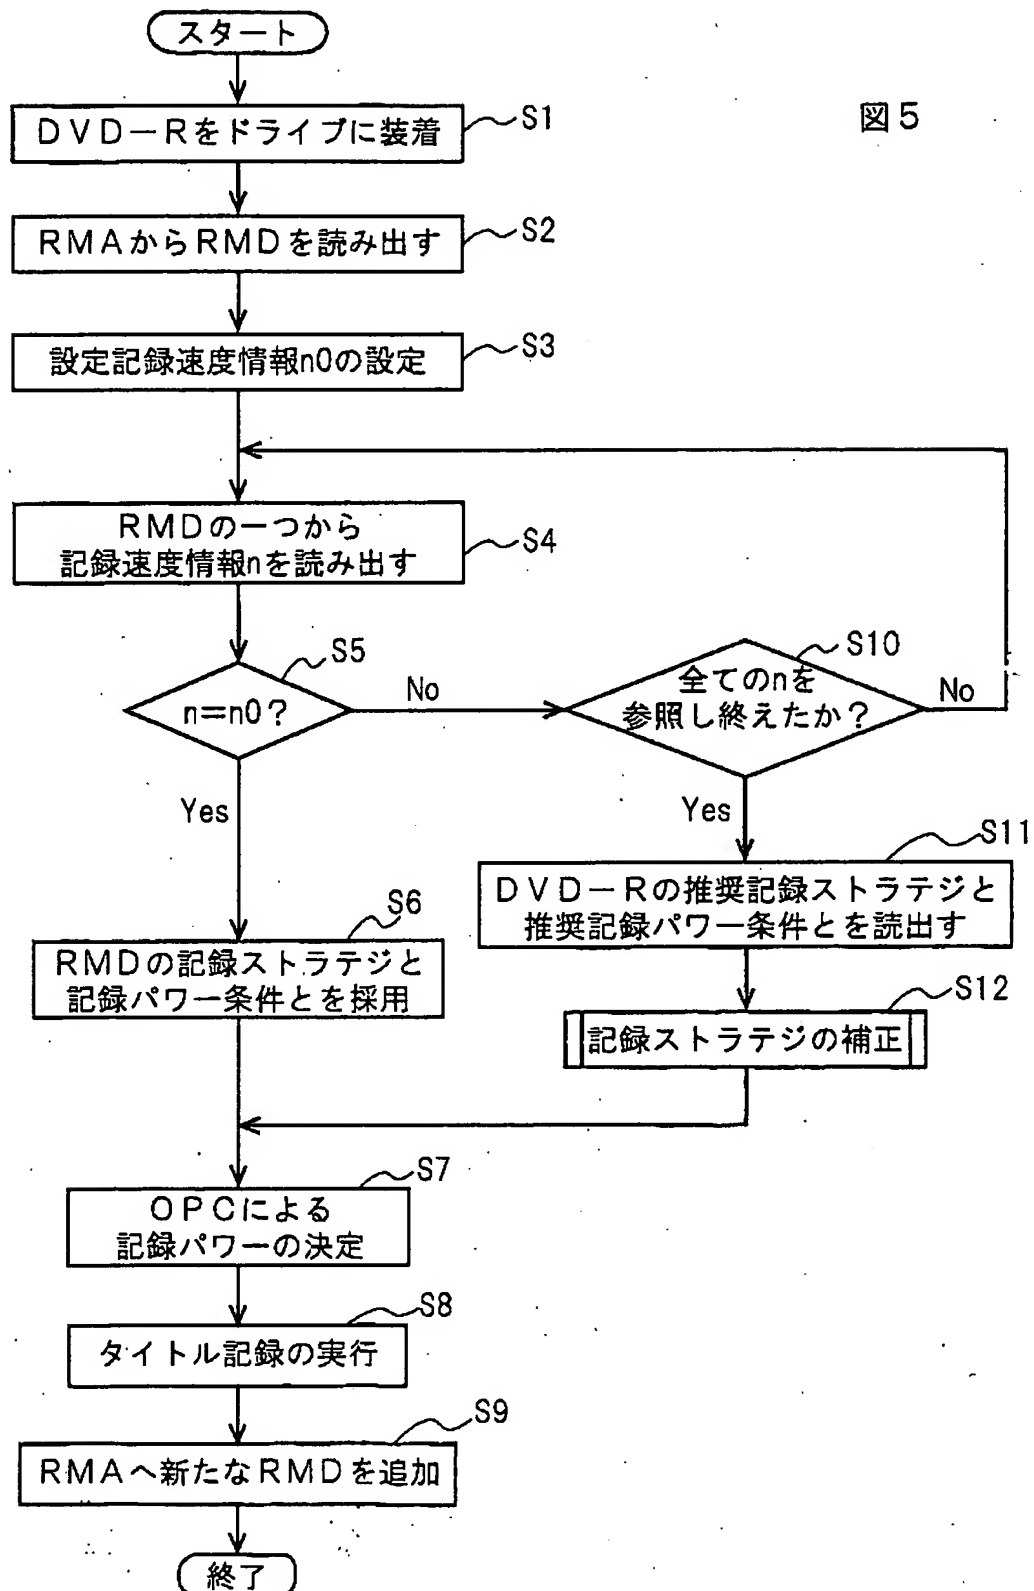 スタート
図5
DVD-Rをドライブに装着
S1
RMAからRMDを読み出す
S2
設定記録速度情報n0の設定
S3
RMDの一つから
記録速度情報nを読み出す
S4
n=n0?
S5
No
Yes
全てのnを
参照し終えたか?
S10
No
Yes
DVD-Rの推奨記録ストラテジと
推奨記録パワー条件とを読出す
S11
記録ストラテジの補正
S12
RMDの記録ストラテジと
記録パワー条件とを採用
S6
OPCによる
記録パワーの決定
S7
タイトル記録の実行
S8
RMAへ新たなRMDを追加
S9
終了